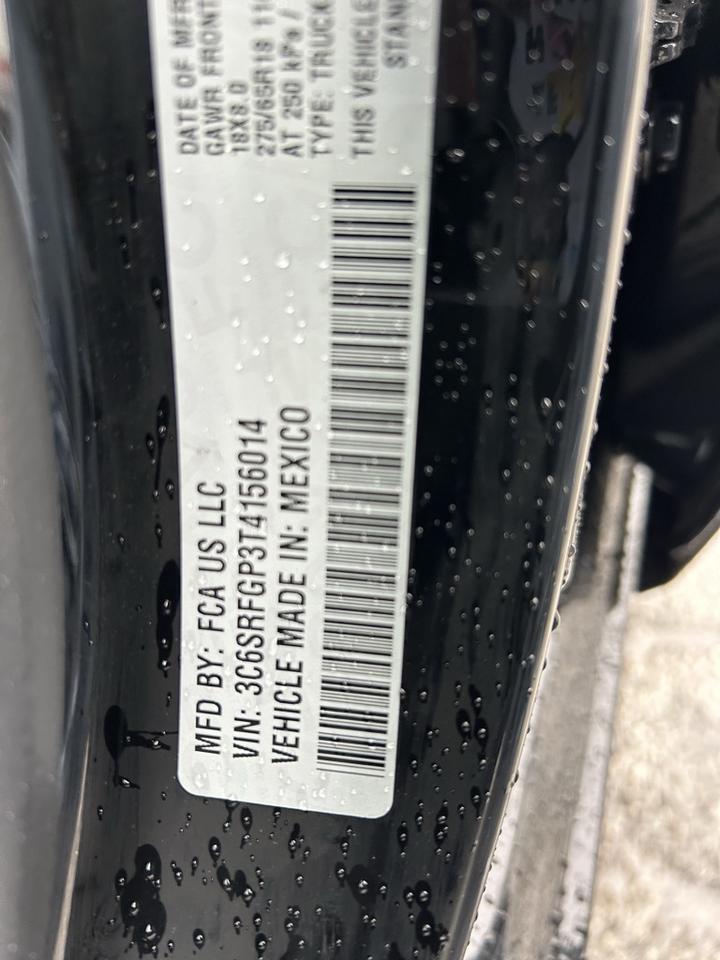 MFD BY: FCA US LLC
VIN: 3C6SRFGP3T4156014
VEHICLE MADE IN: MEXICO
DATE OF MFR
GAWR FRONT
18X8.0
275/65R18
AT 250 kPa /
TYPE: TRUCK
THIS VEHICLE